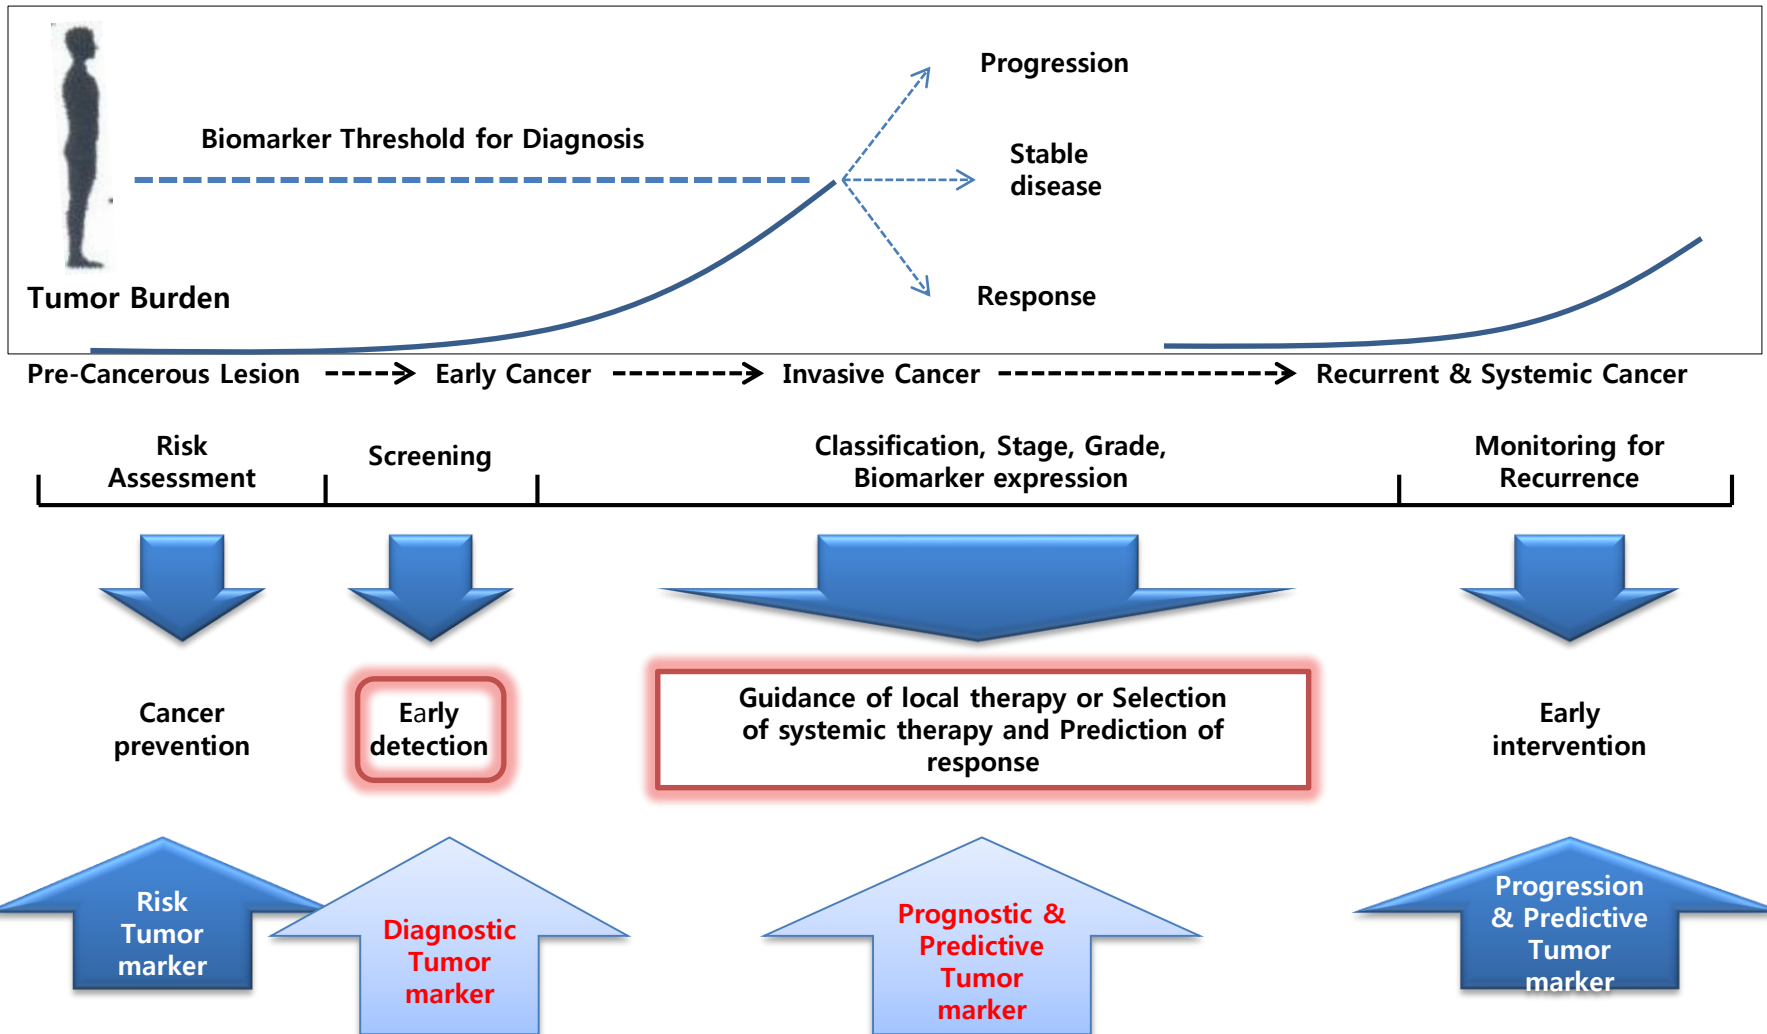 Progression
Biomarker Threshold for Diagnosis
Stable
disease
Tumor Burden
Response
Pre-Cancerous Lesion
Early Cancer
Invasive Cancer
Recurrent & Systemic Cancer
Risk
Assessment
Screening
Classification, Stage, Grade,
Biomarker expression
Monitoring for
Recurrence
Cancer
prevention
Early
detection
Guidance of local therapy or Selection
of systemic therapy and Prediction of
response
Early
intervention
Risk
Tumor
marker
Diagnostic
Tumor
marker
Prognostic &
Predictive
Tumor
marker
Progression
& Predictive
Tumor
marker